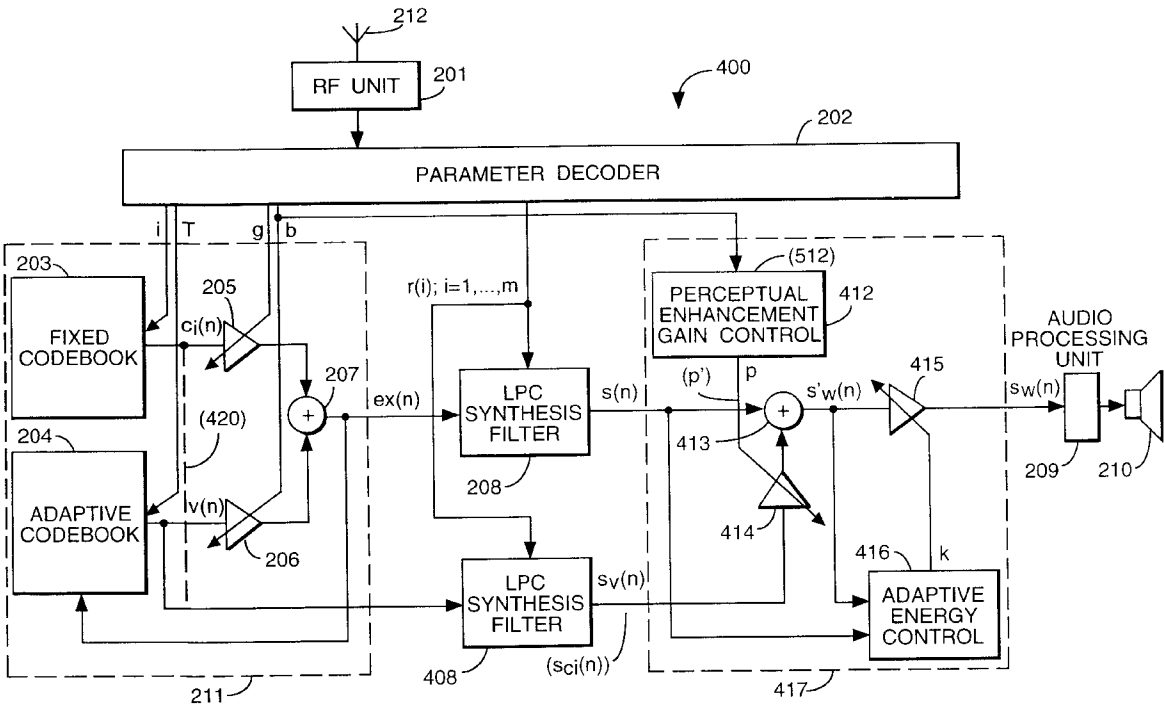 212
RF UNIT
201
400
202
PARAMETER DECODER
i
T
g
b
203
FIXED
CODEBOOK
205
ci(n)
r(i); i=1,...,m
(512)
PERCEPTUAL
ENHANCEMENT
GAIN CONTROL
412
AUDIO
PROCESSING
UNIT
207
+
ex(n)
LPC
SYNTHESIS
FILTER
208
s(n)
(p')
p
+
413
s'w(n)
415
sw(n)
209
210
204
(420)
ADAPTIVE
CODEBOOK
v(n)
206
414
LPC
SYNTHESIS
FILTER
408
sv(n)
(sci(n))
416
k
ADAPTIVE
ENERGY
CONTROL
211
417